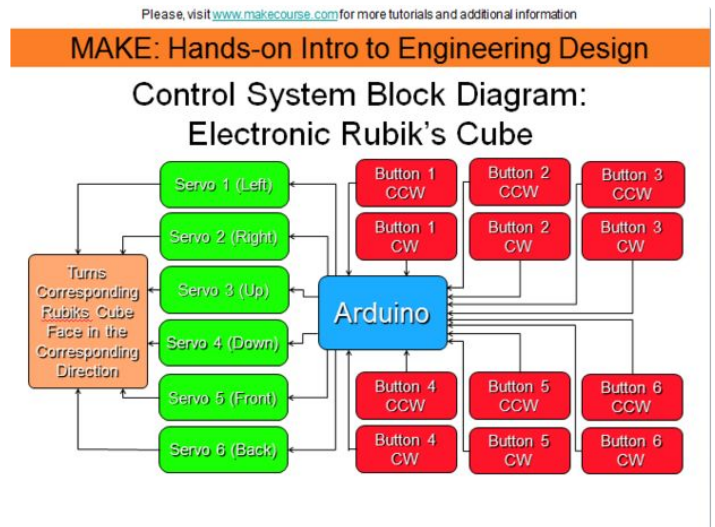 Please, visit www.makecourse.com for more tutorials and additional information
MAKE: Hands-on Intro to Engineering Design
Control System Block Diagram:
Electronic Rubik's Cube
Servo 1 (Left)
Servo 2 (Right)
Servo 3 (Up)
Servo 4 (Down)
Servo 5 (Front)
Servo 6 (Back)
Turns
Corresponding
Rubiks Cube
Face in the
Corresponding
Direction
Arduino
Button 1
CCW
Button 2
CCW
Button 3
CCW
Button 1
CW
Button 2
CW
Button 3
CW
Button 4
CCW
Button 5
CCW
Button 6
CCW
Button 4
CW
Button 5
CW
Button 6
CW